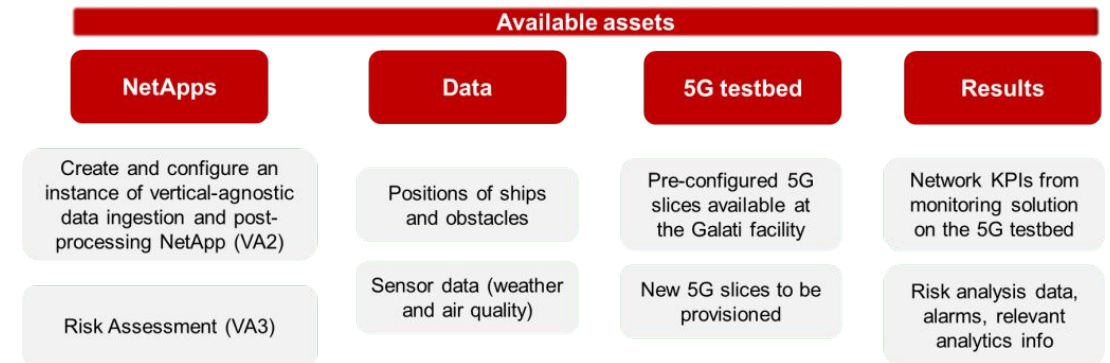 Available assets
NetApps
Data
5G testbed
Results
Create and configure an
instance of vertical-agnostic
data ingestion and post-
processing NetApp (VA2)
Positions of ships
and obstacles
Pre-configured 5G
slices available at
the Galati facility
Network KPIs from
monitoring solution
on the 5G testbed
Risk Assessment (VA3)
Sensor data (weather
and air quality)
New 5G slices to be
provisioned
Risk analysis data,
alarms, relevant
analytics info